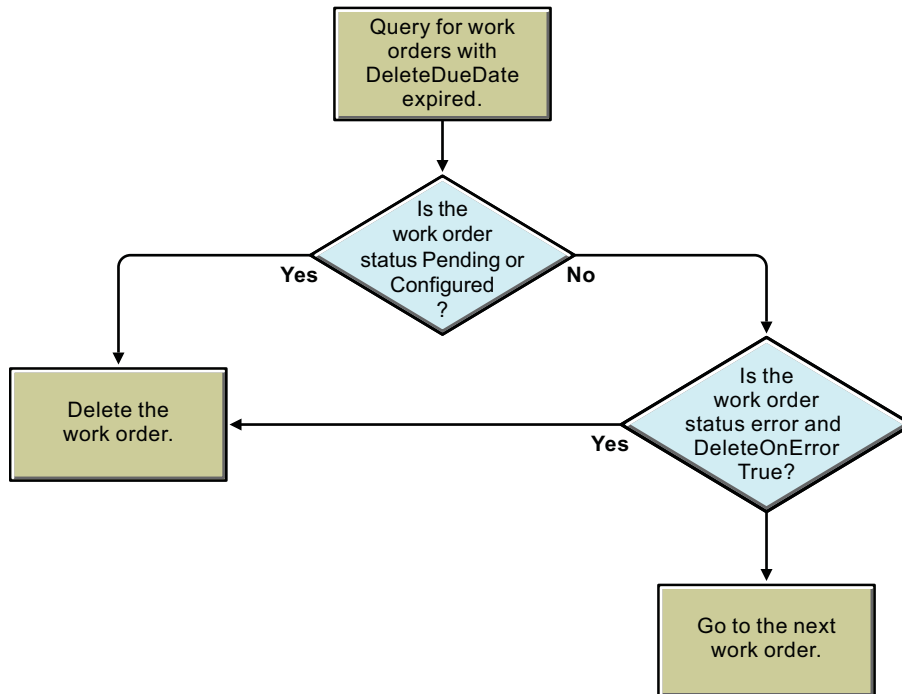 Query for work
orders with
DeleteDueDate
expired.
Is the
work order
status Pending or
Configured
?
Yes
No
Delete the
work order.
Is the
work order
status error and
DeleteOnError
True?
Yes
Go to the next
work order.